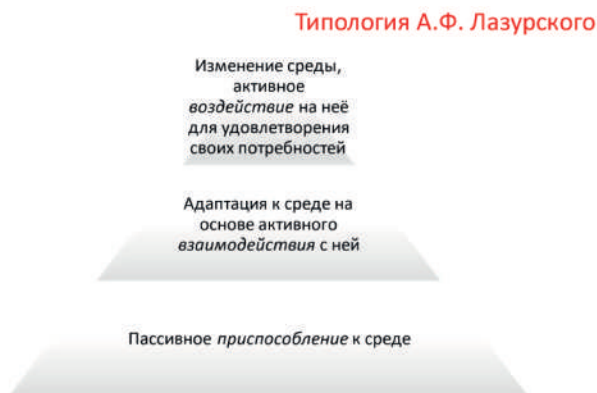 Типология А.Ф. Лазурского
Изменение среды,
активное
воздействие на неё
для удовлетворения
своих потребностей
Адаптация к среде на
основе активного
взаимодействия с ней
Пассивное приспособление к среде